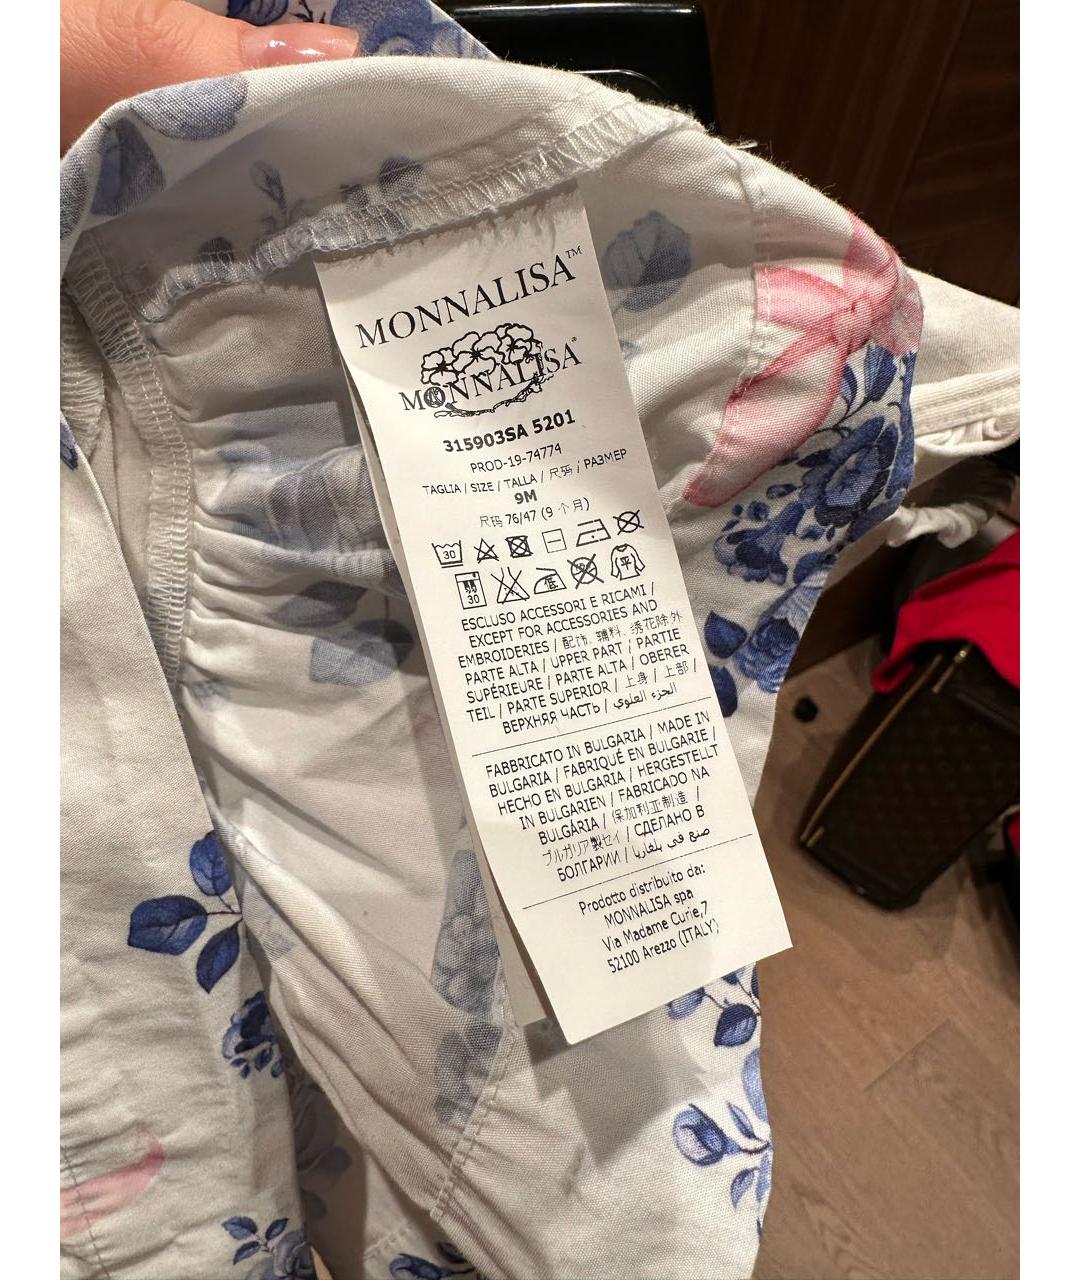 MONNALISA™
MONNALISA®
315903SA 5201
PROD-19-74774
TAGLIA / SIZE / TALLA / 尺码 / РАЗМЕР
9M
尺码 76/47 (9 个月)
30
30
ESCLUSO ACCESSORI E RICAMI /
EXCEPT FOR ACCESSORIES AND
EMBROIDERIES / 配饰、辅料、绣花除外
PARTE ALTA / UPPER PART / PARTIE
SUPÉRIEURE / PARTE ALTA / OBERER
TEIL / PARTE SUPERIOR / 上身 / 上部 /
ВЕРХНЯЯ ЧАСТЬ / الجزء العلوي
FABBRICATO IN BULGARIA / MADE IN
BULGARIA / FABRIQUÉ EN BULGARIE /
HECHO EN BULGARIA / HERGESTELLT
IN BULGARIEN / FABRICADO NA
BULGÁRIA / 保加利亚制造 /
ブルガリア製セイ / СДЕЛАНО В
БОЛГАРИИ / صنع في بلغاريا
Prodotto distribuito da:
MONNALISA spa
Via Madame Curie,7
52100 Arezzo (ITALY)